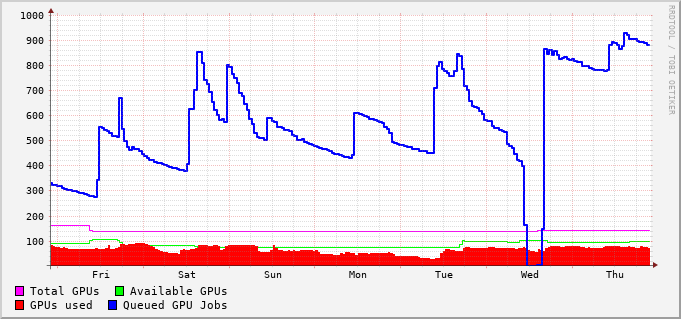 1000
900
800
700
600
500
400
300
200
100
Fri Sat Sun Mon Tue Wed Thu
Total GPUs Available GPUs
GPUs used Queued GPU Jobs
RRDTOOL / TOBI OETIKER